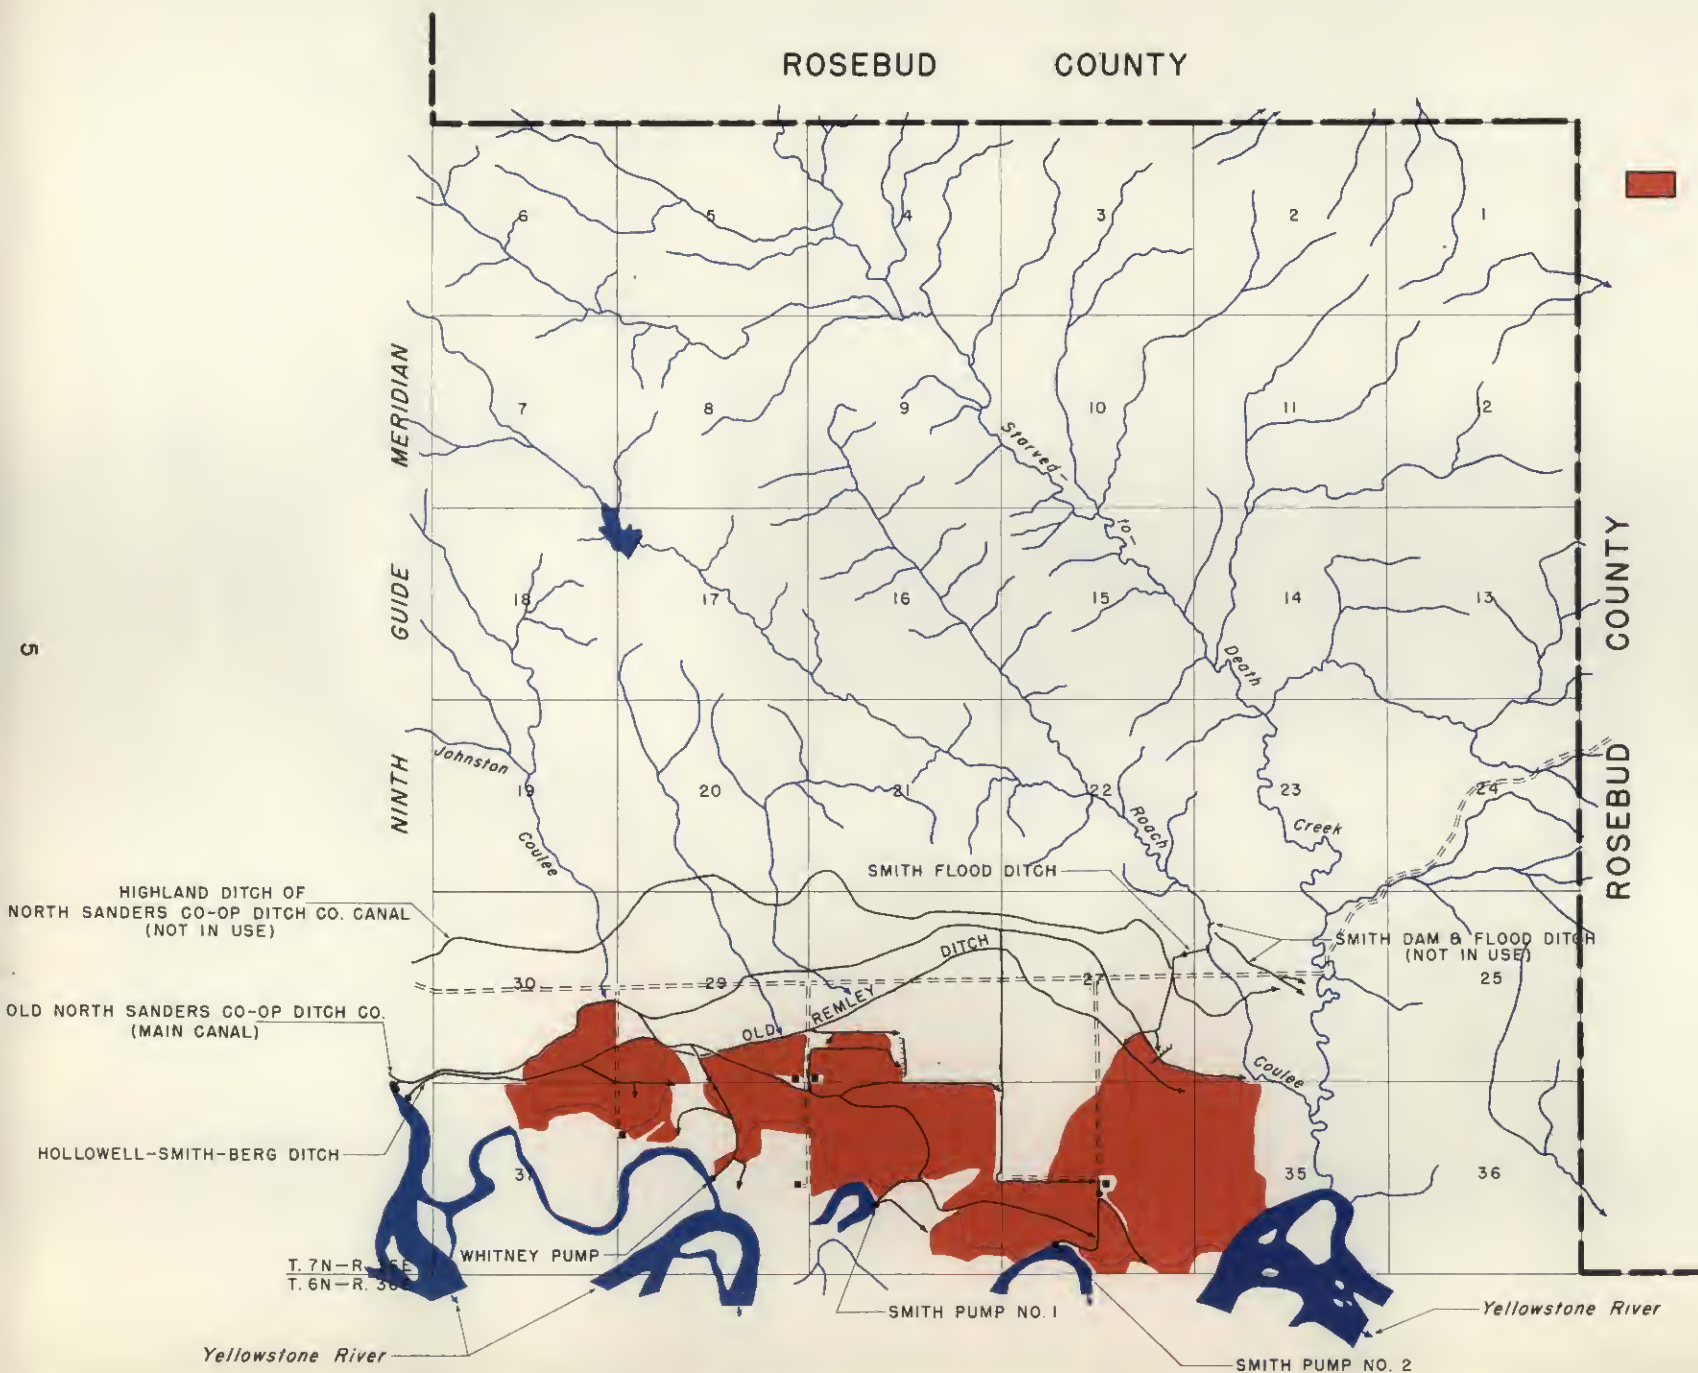 ROSEBUD COUNTY
6 5 4 3 2 1
MERIDIAN
7 8 9 10 11 12
Starved-
to-
GUIDE
18 17 16 15 14 13
COUNTY
5
Death
Johnston
NINTH
19 20 21 22 23 24
ROSEBUD
Roach
Creek
Coulee
SMITH FLOOD DITCH
HIGHLAND DITCH OF
NORTH SANDERS CO-OP DITCH CO. CANAL
(NOT IN USE)
DITCH
SMITH DAM & FLOOD DITCH
(NOT IN USE)
30 29 27 25
REMLEY
OLD
OLD NORTH SANDERS CO-OP DITCH CO.
(MAIN CANAL)
Coulee
HOLLOWELL-SMITH-BERG DITCH
31 35 36
WHITNEY PUMP
T. 7N-R. 36E
T. 6N-R. 36E
SMITH PUMP NO. 1
Yellowstone River
Yellowstone River
SMITH PUMP NO. 2